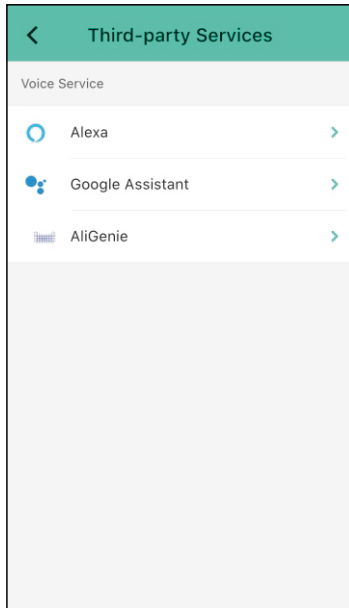 Third-party Services
Voice Service
Alexa
Google Assistant
AliGenie